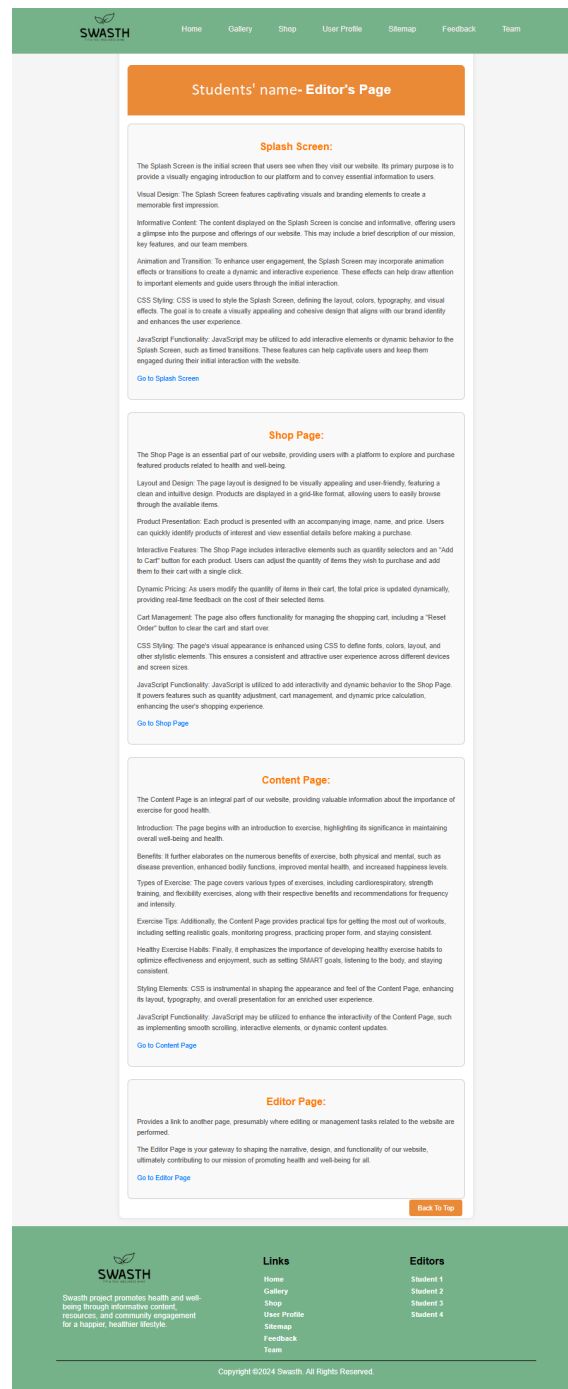 SWASTH
Home Gallery Shop User Profile Sitemap Feedback Team
Students' name- Editor's Page
Splash Screen:
The Splash Screen is the initial screen that users see when they visit our website. Its primary purpose is to
provide a visually engaging introduction to our platform and to convey essential information to users.
Visual Design: The Splash Screen features captivating visuals and branding elements to create a
memorable first impression.
Informative Content: The content displayed on the Splash Screen is concise and informative, offering users
a glimpse into the purpose and offerings of our website. This may include a brief description of our mission,
key features, and our team members.
Animation and Transition: To enhance user engagement, the Splash Screen may incorporate animation
effects or transitions to create a dynamic and interactive experience. These effects can help draw attention
to important elements and guide users through the initial interaction.
CSS Styling: CSS is used to style the Splash Screen, defining the layout, colors, typography, and visual
effects. The goal is to create a visually appealing and cohesive design that aligns with our brand identity
and enhances the user experience.
JavaScript Functionality: JavaScript may be utilized to add interactive elements or dynamic behavior to the
Splash Screen, such as timed transitions. These features can help captivate users and keep them
engaged during their initial interaction with the website.
Go to Splash Screen
Shop Page:
The Shop Page is an essential part of our website, providing users with a platform to explore and purchase
featured products related to health and well-being.
Layout and Design: The page layout is designed to be visually appealing and user-friendly, featuring a
clean and intuitive design. Products are displayed in a grid-like format, allowing users to easily browse
through the available items.
Product Presentation: Each product is presented with an accompanying image, name, and price. Users
can quickly identify products of interest and view essential details before making a purchase.
Interactive Features: The Shop Page includes interactive elements such as quantity selectors and an "Add
to Cart" button for each product. Users can adjust the quantity of items they wish to purchase and add
them to their cart with a single click.
Dynamic Pricing: As users modify the quantity of items in their cart, the total price is updated dynamically,
providing real-time feedback on the cost of their selected items.
Cart Management: The page also offers functionality for managing the shopping cart, including a "Reset
Order" button to clear the cart and start over.
CSS Styling: The page's visual appearance is enhanced using CSS to define fonts, colors, layout, and
other stylistic elements. This ensures a consistent and attractive user experience across different devices
and screen sizes.
JavaScript Functionality: JavaScript is utilized to add interactivity and dynamic behavior to the Shop Page.
It powers features such as quantity adjustment, cart management, and dynamic price calculation,
enhancing the user's shopping experience.
Go to Shop Page
Content Page:
The Content Page is an integral part of our website, providing valuable information about the importance of
exercise for good health.
Introduction: The page begins with an introduction to exercise, highlighting its significance in maintaining
overall well-being and health.
Benefits: It further elaborates on the numerous benefits of exercise, both physical and mental, such as
disease prevention, enhanced bodily functions, improved mental health, and increased happiness levels.
Types of Exercise: The page covers various types of exercises, including cardiorespiratory, strength
training, and flexibility exercises, along with their respective benefits and recommendations for frequency
and intensity.
Exercise Tips: Additionally, the Content Page provides practical tips for getting the most out of workouts,
including setting realistic goals, monitoring progress, practicing proper form, and staying consistent.
Healthy Exercise Habits: Finally, it emphasizes the importance of developing healthy exercise habits to
optimize effectiveness and enjoyment, such as setting SMART goals, listening to the body, and staying
consistent.
Styling Elements: CSS is instrumental in shaping the appearance and feel of the Content Page, enhancing
its layout, typography, and overall presentation for an enriched user experience.
JavaScript Functionality: JavaScript may be utilized to enhance the interactivity of the Content Page, such
as implementing smooth scrolling, interactive elements, or dynamic content updates.
Go to Content Page
Editor Page:
Provides a link to another page, presumably where editing or management tasks related to the website are
performed.
The Editor Page is your gateway to shaping the narrative, design, and functionality of our website,
ultimately contributing to our mission of promoting health and well-being for all.
Go to Editor Page
Back To Top
SWASTH
Swasth project promotes health and well-
being through informative content,
resources, and community engagement
for a happier, healthier lifestyle.
Links
Home
Gallery
Shop
User Profile
Sitemap
Feedback
Team
Editors
Student 1
Student 2
Student 3
Student 4
Copyright ©2024 Swasth. All Rights Reserved.